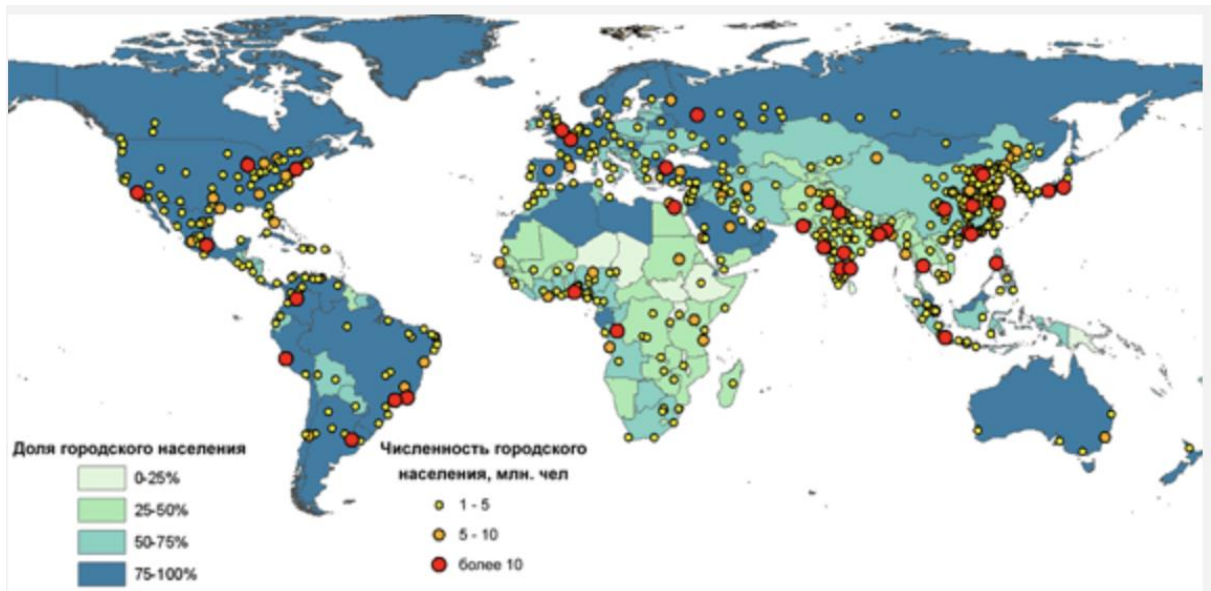 Доля городского населения
0-25%
25-50%
50-75%
75-100%
Численность городского
населения, млн. чел
1 - 5
5 - 10
более 10